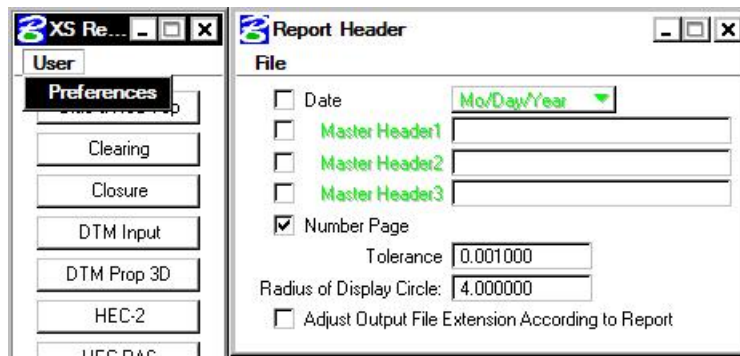 XS Re...
User
Preferences
Clearing
Closure
DTM Input
DTM Prop 3D
HEC-2
Report Header
File
Date
Mo/Day/Year
Master Header1
Master Header2
Master Header3
Number Page
Tolerance 0.001000
Radius of Display Circle: 4.000000
Adjust Output File Extension According to Report